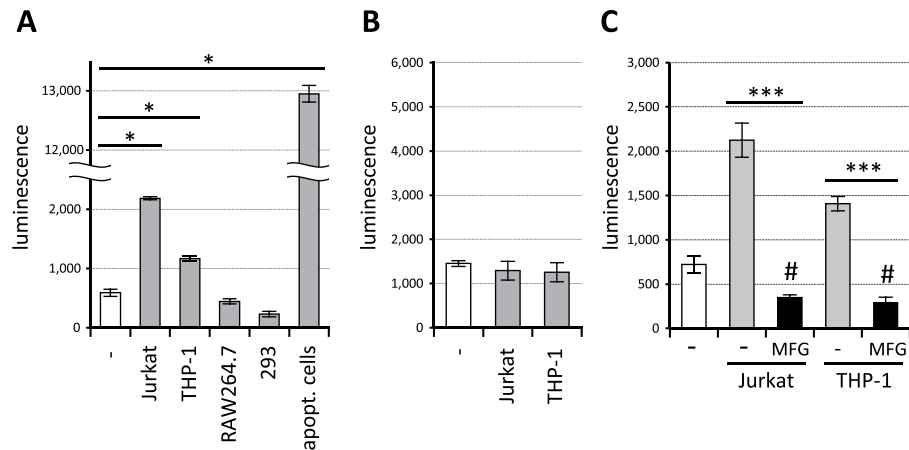 A
luminescence
13,000
12,000
2,000
1,000
0
*
*
*
-
Jurkat
THP-1
RAW264.7
293
apopt. cells
B
luminescence
6,000
5,000
4,000
3,000
2,000
1,000
0
-
Jurkat
THP-1
C
luminescence
3,000
2,500
2,000
1,500
1,000
500
0
***
***
#
#
-
-
MFG
-
MFG
Jurkat
THP-1